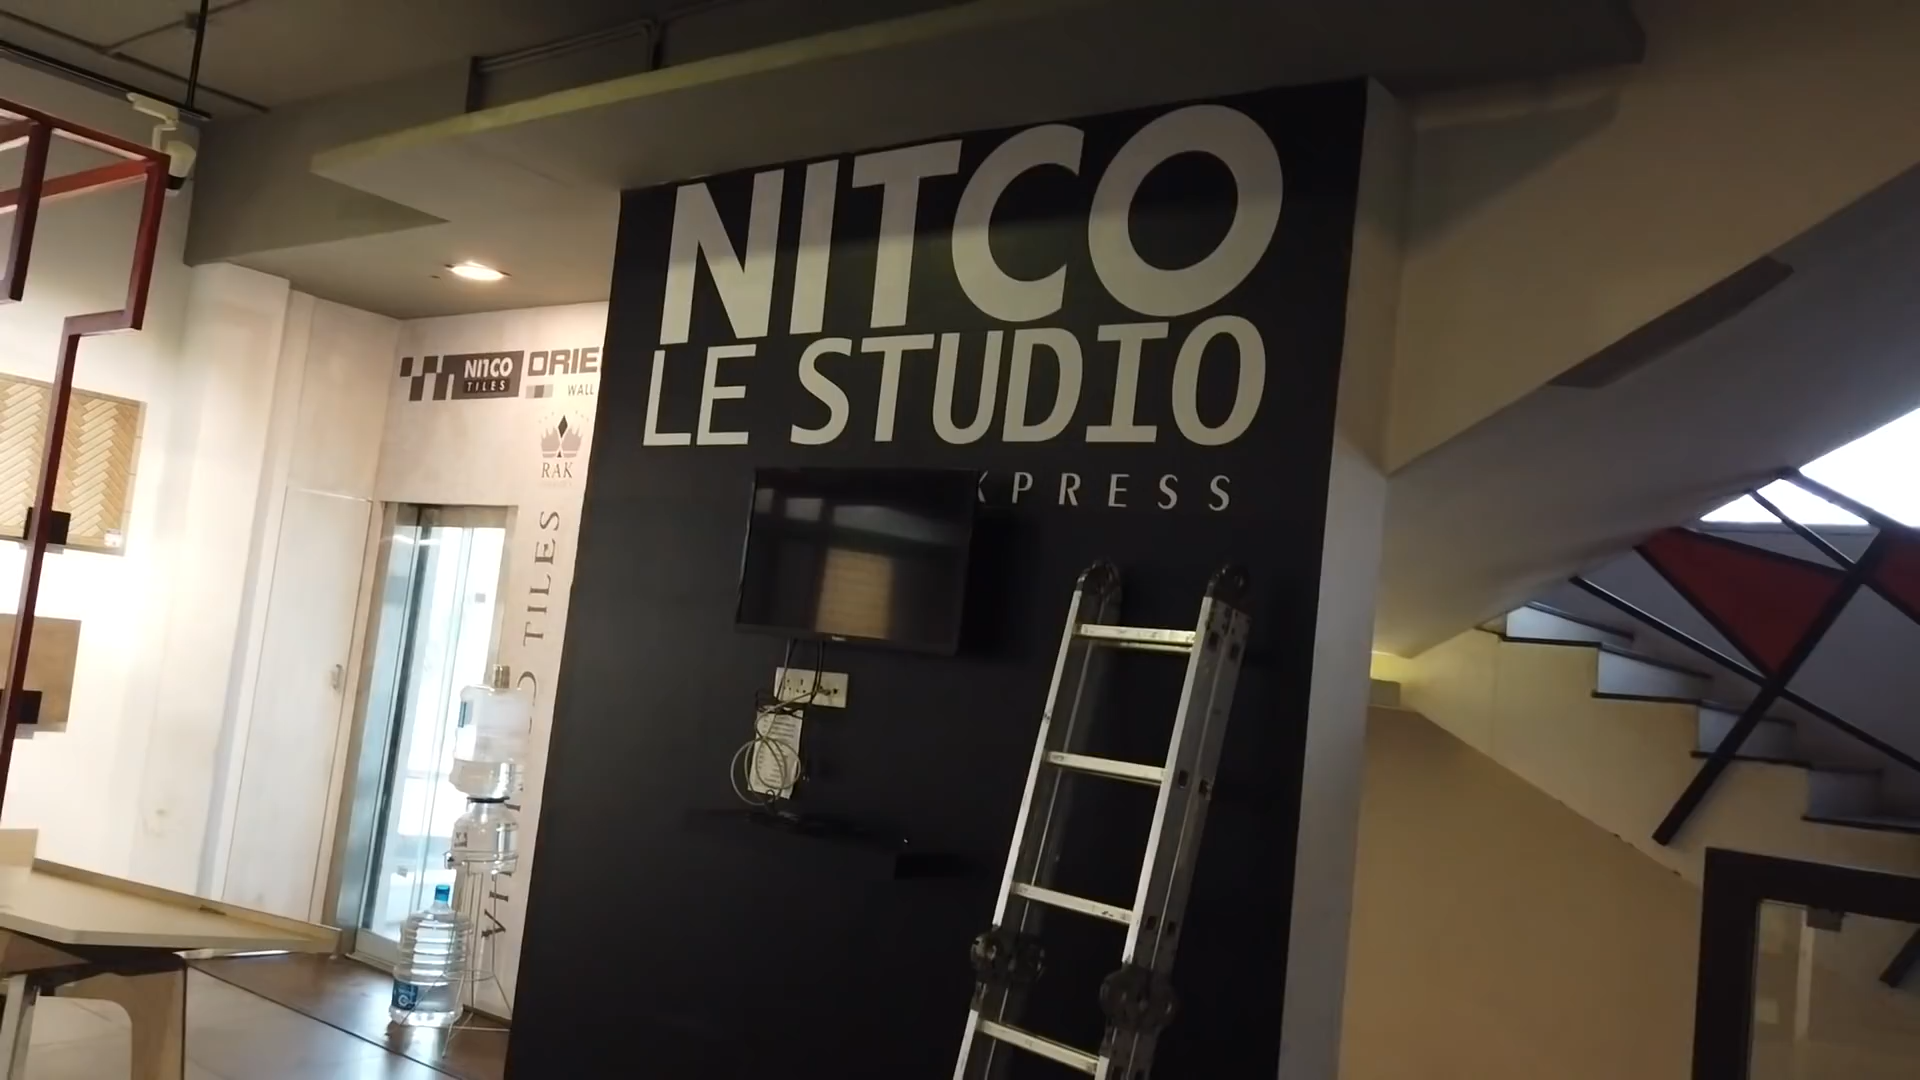 NITCO
LE STUDIO
XPRESS
NITCO
TILES
ORIE
WALL
RAK
TILES